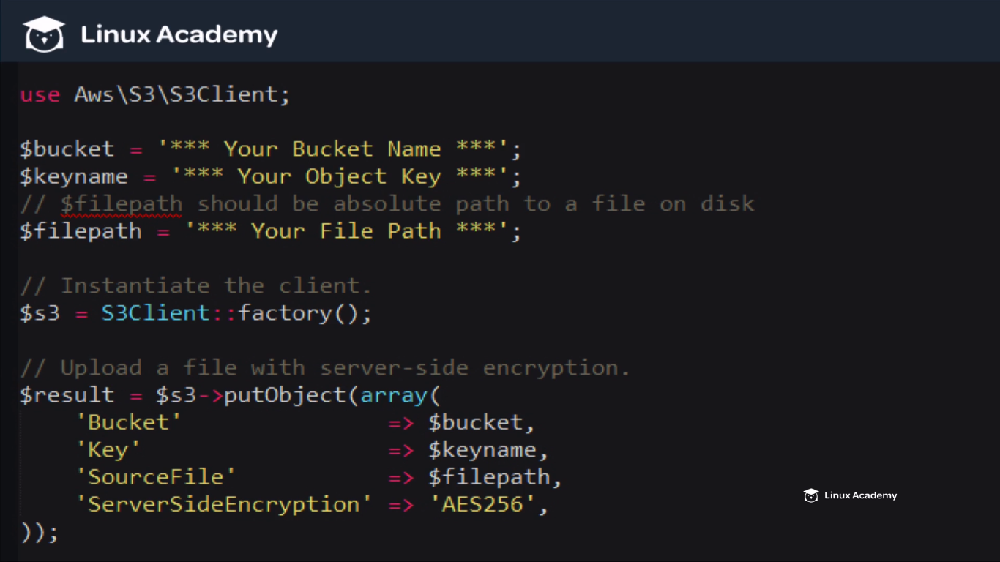 Linux Academy
use Aws\S3\S3Client;
$bucket = '*** Your Bucket Name ***';
$keyname = '*** Your Object Key ***';
// $filepath should be absolute path to a file on disk
$filepath = '*** Your File Path ***';
// Instantiate the client.
$s3 = S3Client::factory();
// Upload a file with server-side encryption.
$result = $s3->putObject(array(
    'Bucket'               => $bucket,
    'Key'                  => $keyname,
    'SourceFile'           => $filepath,
    'ServerSideEncryption' => 'AES256',
));
Linux Academy